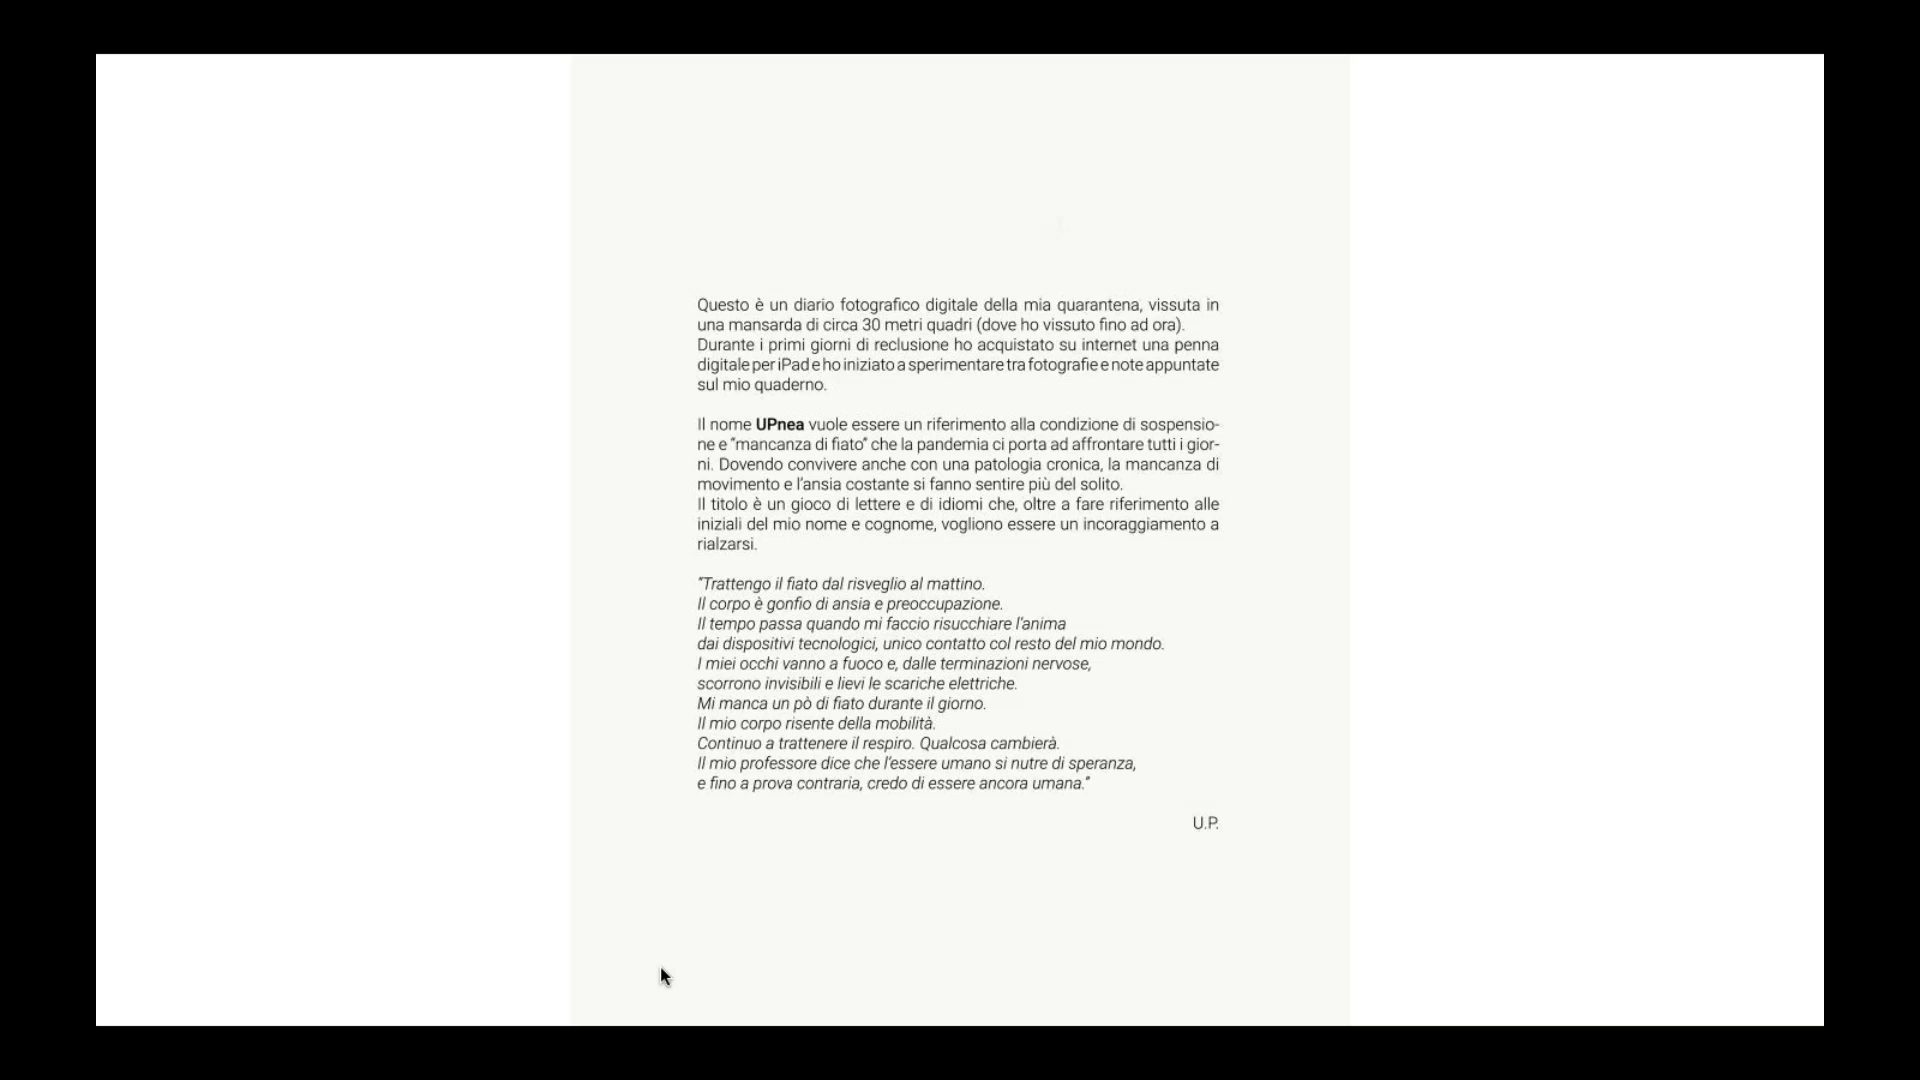 Questo è un diario fotografico digitale della mia quarantena, vissuta in
una mansarda di circa 30 metri quadri (dove ho vissuto fino ad ora).
Durante i primi giorni di reclusione ho acquistato su internet una penna
digitale per iPad e ho iniziato a sperimentare tra fotografie e note appuntate
sul mio quaderno.
Il nome UPnea vuole essere un riferimento alla condizione di sospensio-
ne e “mancanza di fiato” che la pandemia ci porta ad affrontare tutti i gior-
ni. Dovendo convivere anche con una patologia cronica, la mancanza di
movimento e l’ansia costante si fanno sentire più del solito.
Il titolo è un gioco di lettere e di idiomi che, oltre a fare riferimento alle
iniziali del mio nome e cognome, vogliono essere un incoraggiamento a
rialzarsi.
“Trattengo il fiato dal risveglio al mattino.
Il corpo è gonfio di ansia e preoccupazione.
Il tempo passa quando mi faccio risucchiare l’anima
dai dispositivi tecnologici, unico contatto col resto del mio mondo.
I miei occhi vanno a fuoco e, dalle terminazioni nervose,
scorrono invisibili e lievi le scariche elettriche.
Mi manca un pò di fiato durante il giorno.
Il mio corpo risente della mobilità.
Continuo a trattenere il respiro. Qualcosa cambierà.
Il mio professore dice che l’essere umano si nutre di speranza,
e fino a prova contraria, credo di essere ancora umana.”
U.P.